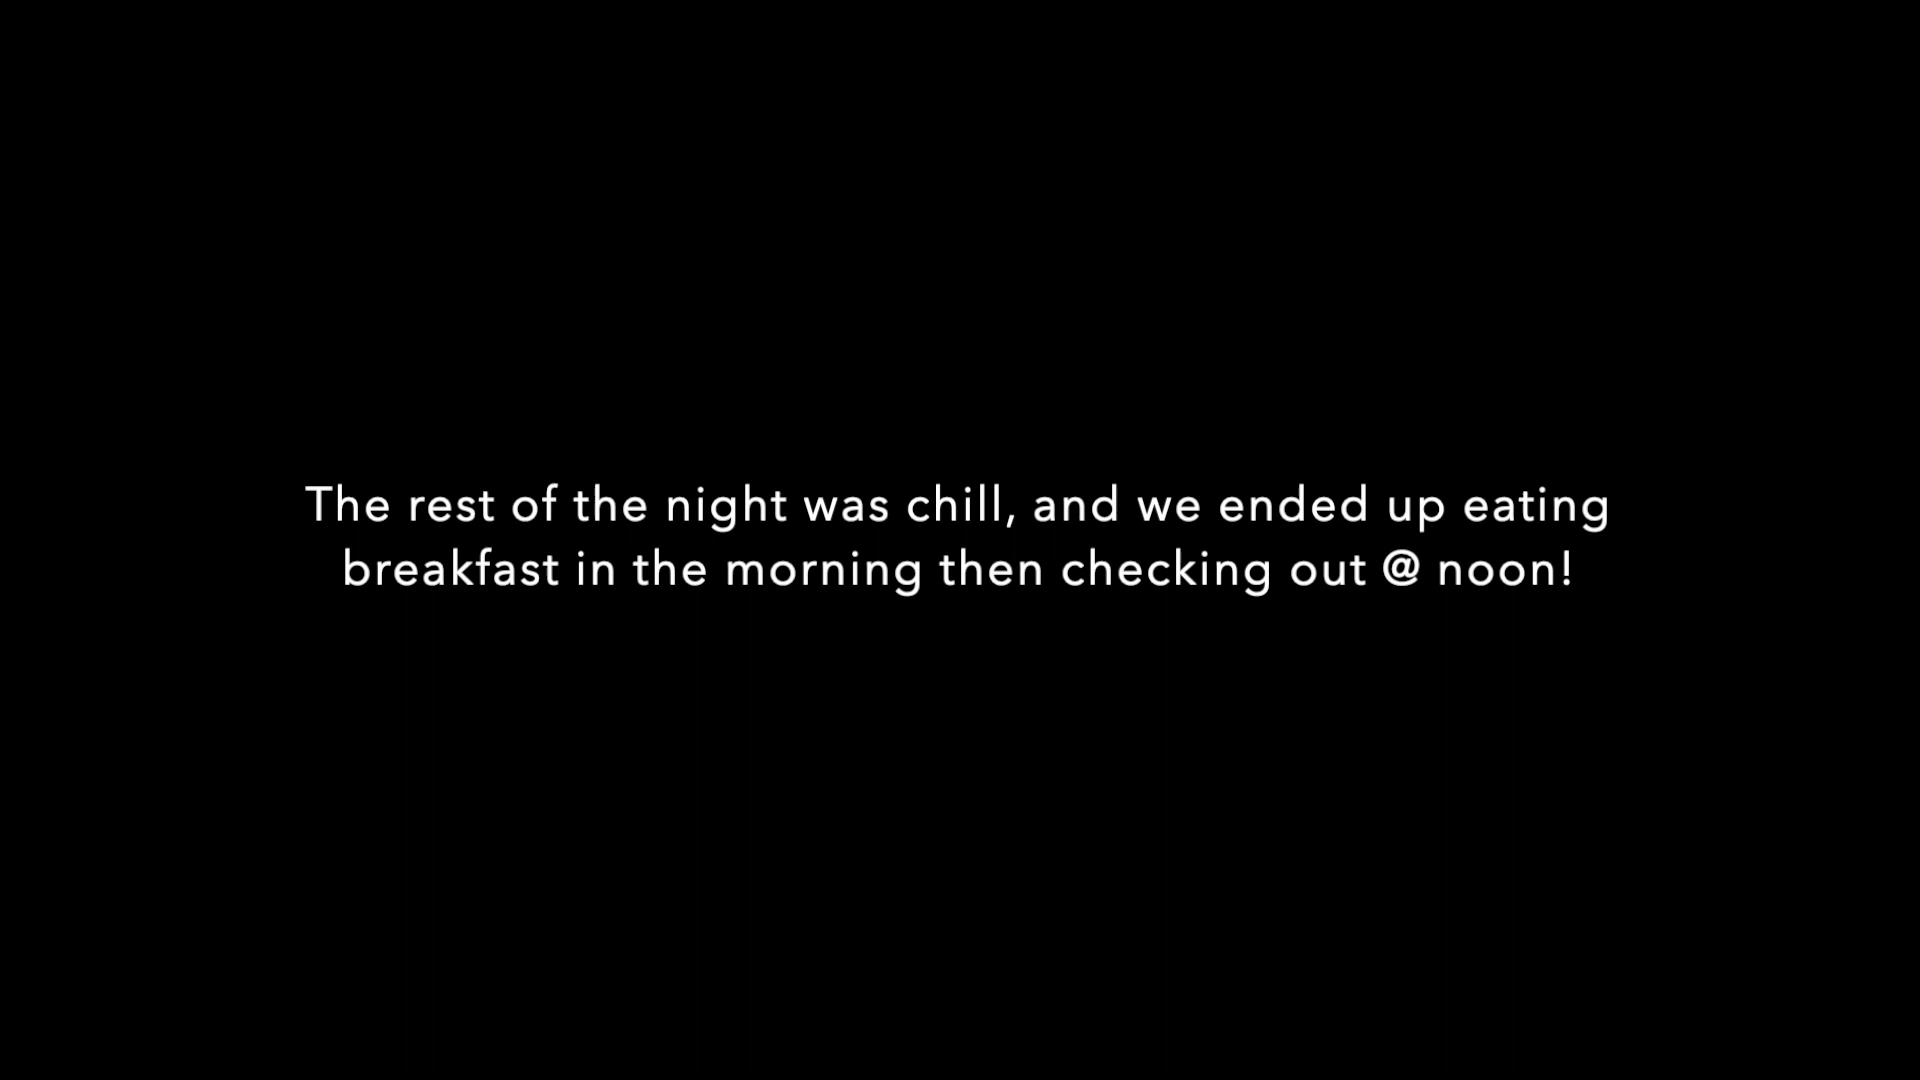 The rest of the night was chill, and we ended up eating
breakfast in the morning then checking out @ noon!